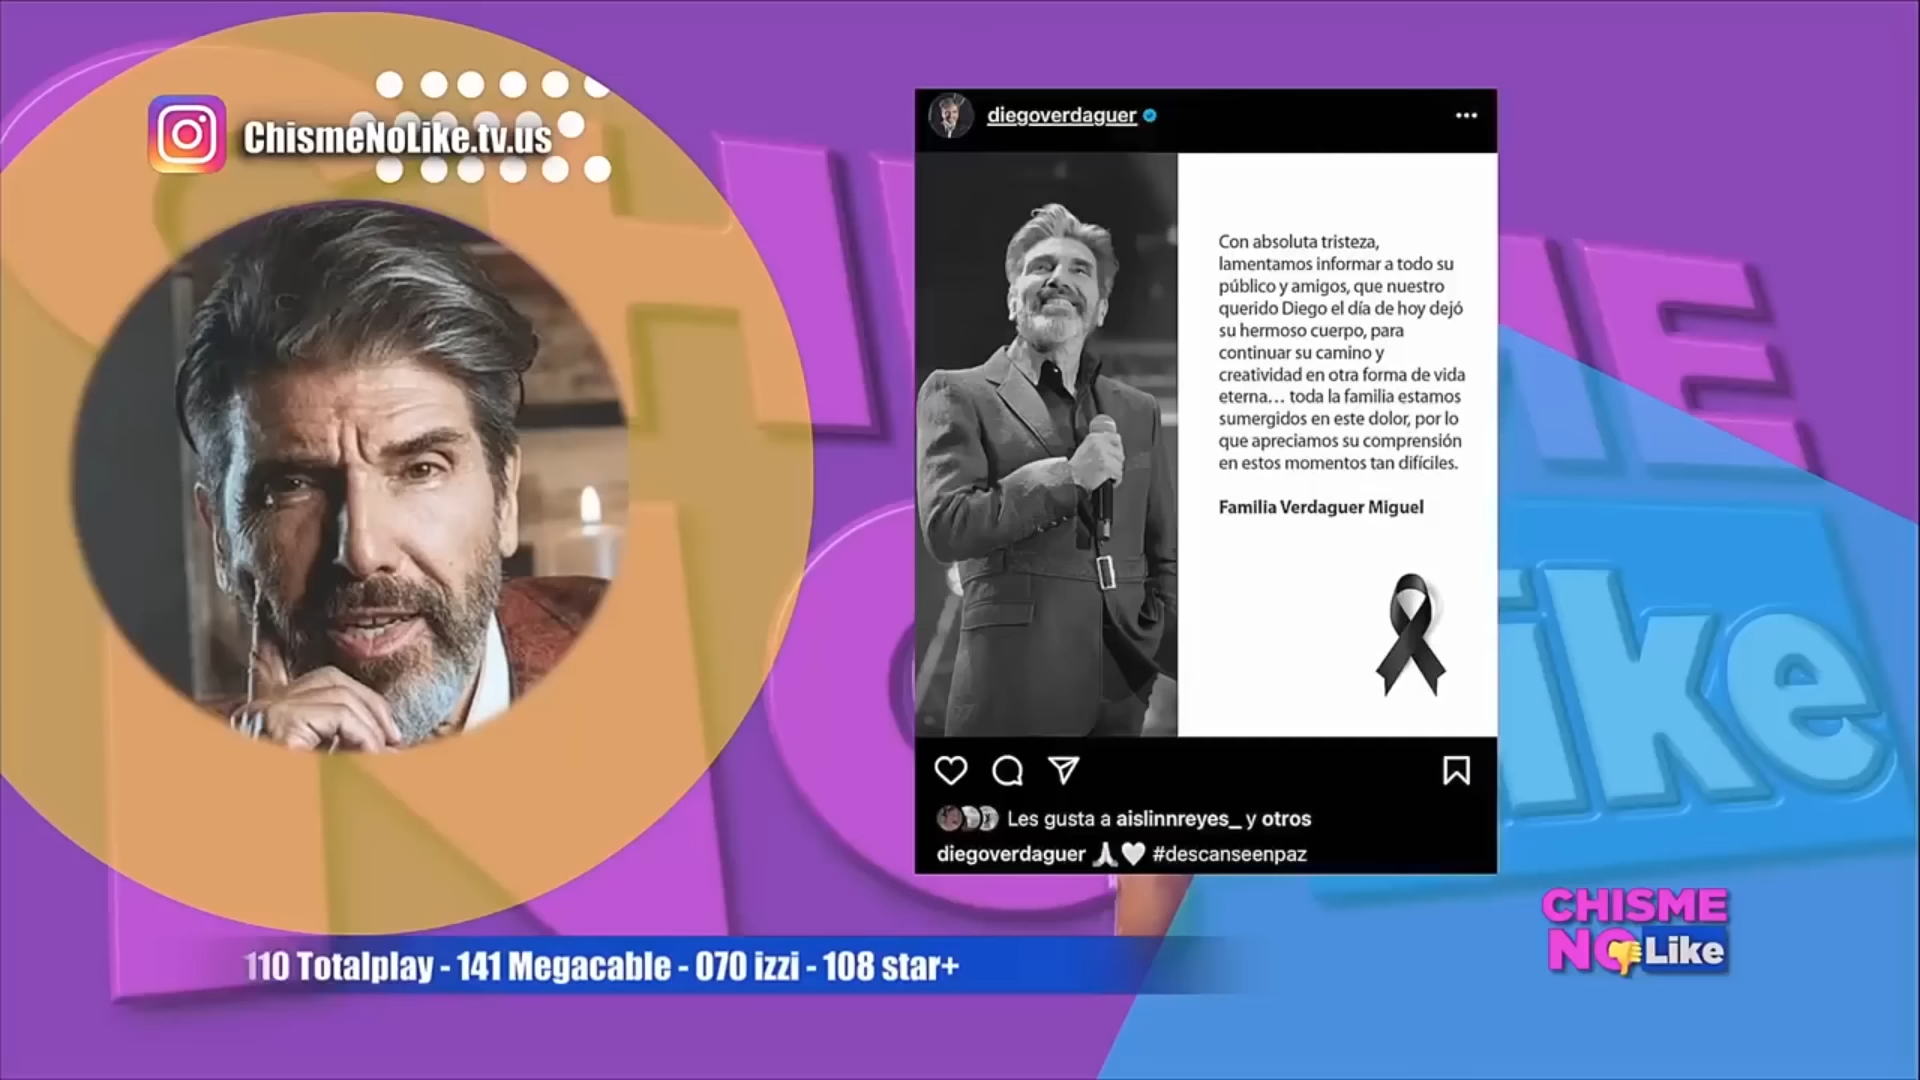 ChismeNoLike.tv.us
diegoverdaguer
Con absoluta tristeza,
lamentamos informar a todo su
público y amigos, que nuestro
querido Diego el día de hoy dejó
su hermoso cuerpo, para
continuar su camino y
creatividad en otra forma de vida
eterna... toda la familia estamos
sumergidos en este dolor, por lo
que apreciamos su comprensión
en estos momentos tan difíciles.
Familia Verdaguer Miguel
Les gusta a aislinnreyes_ y otros
diegoverdaguer 🙏🤍 #descanseenpaz
110 Totalplay - 141 Megacable - 070 izzi - 108 star+
CHISME
NO Like